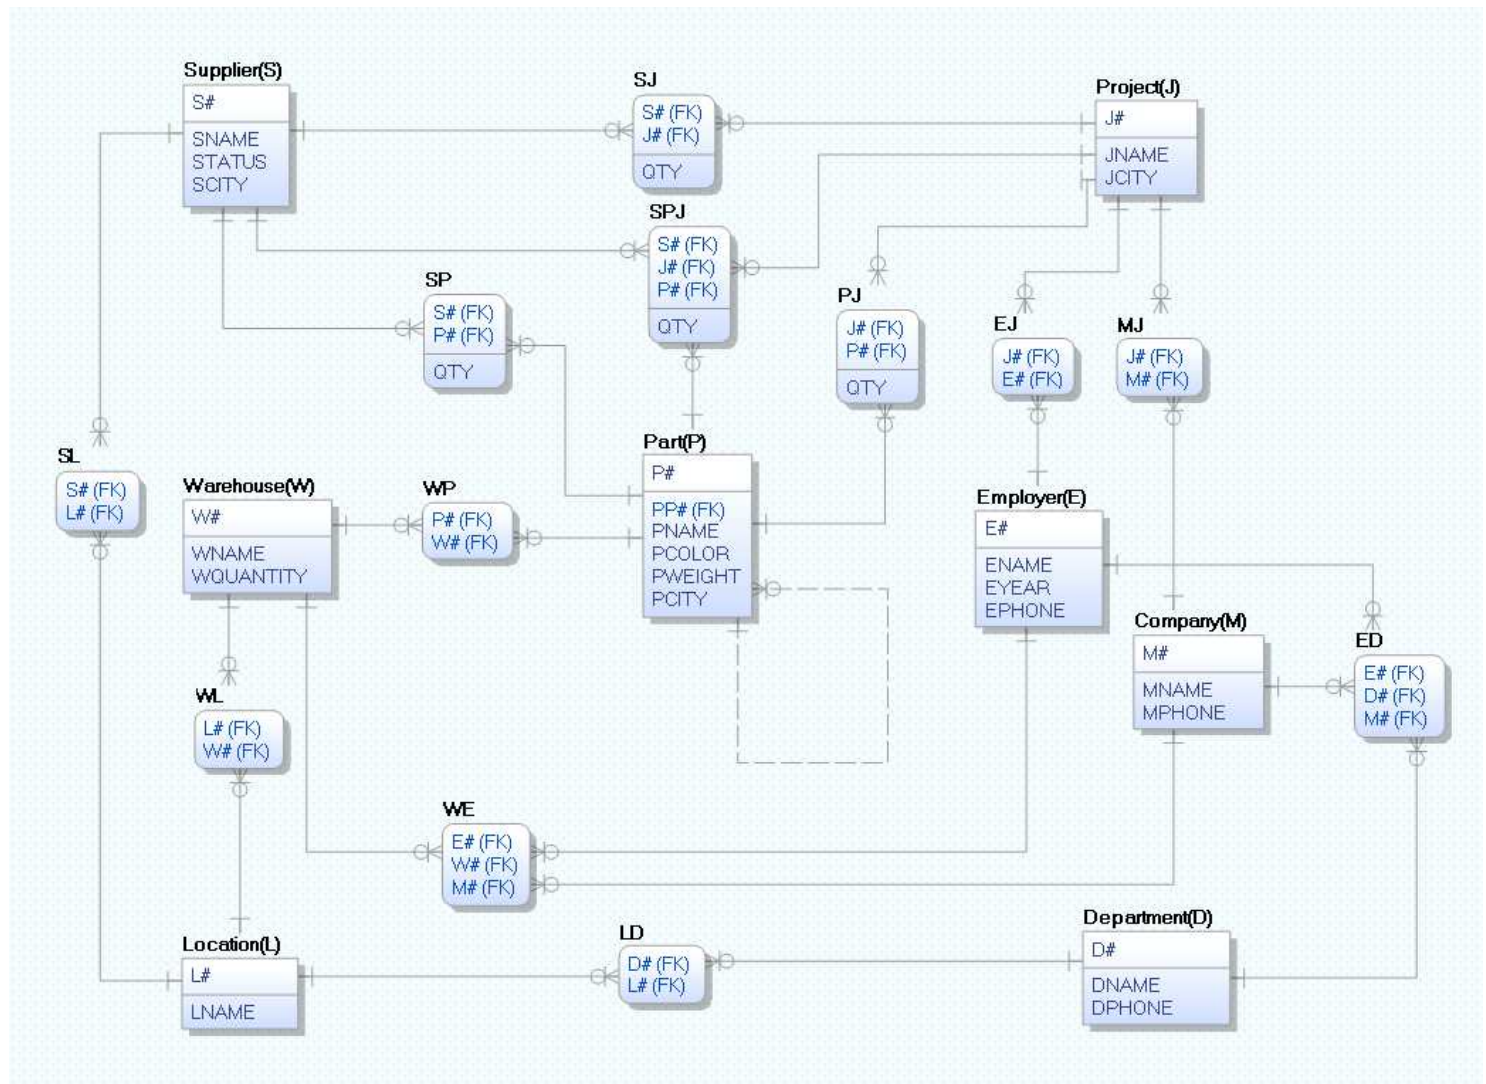 Supplier(S)
S#
SNAME
STATUS
SCITY
SJ
S# (FK)
J# (FK)
QTY
Project(J)
J#
JNAME
JCITY
SPJ
S# (FK)
J# (FK)
P# (FK)
QTY
SP
S# (FK)
P# (FK)
QTY
PJ
J# (FK)
P# (FK)
QTY
EJ
J# (FK)
E# (FK)
MJ
J# (FK)
M# (FK)
SL
S# (FK)
L# (FK)
Warehouse(W)
W#
WNAME
WQUANTITY
WP
P# (FK)
W# (FK)
Part(P)
P#
PP# (FK)
PNAME
PCOLOR
PWEIGHT
PCITY
Employer(E)
E#
ENAME
EYEAR
EPHONE
Company(M)
M#
MNAME
MPHONE
ED
E# (FK)
D# (FK)
M# (FK)
WL
L# (FK)
W# (FK)
WE
E# (FK)
W# (FK)
M# (FK)
Location(L)
L#
LNAME
LD
D# (FK)
L# (FK)
Department(D)
D#
DNAME
DPHONE